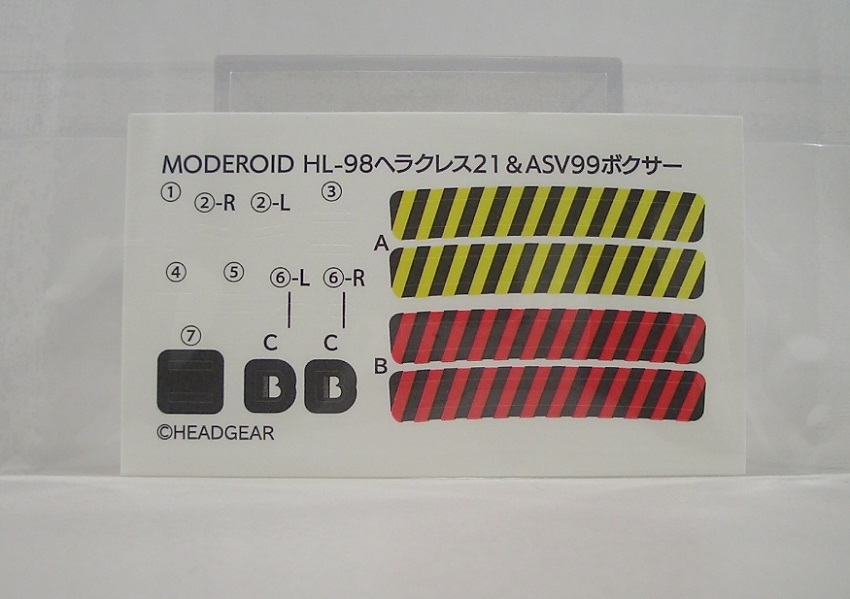 MODEROID HL-98ヘラクレス21&ASV99ボクサー
① ②-R ②-L ③
A
④ ⑤ ⑥-L ⑥-R
⑦ C C
B
B B
©HEADGEAR